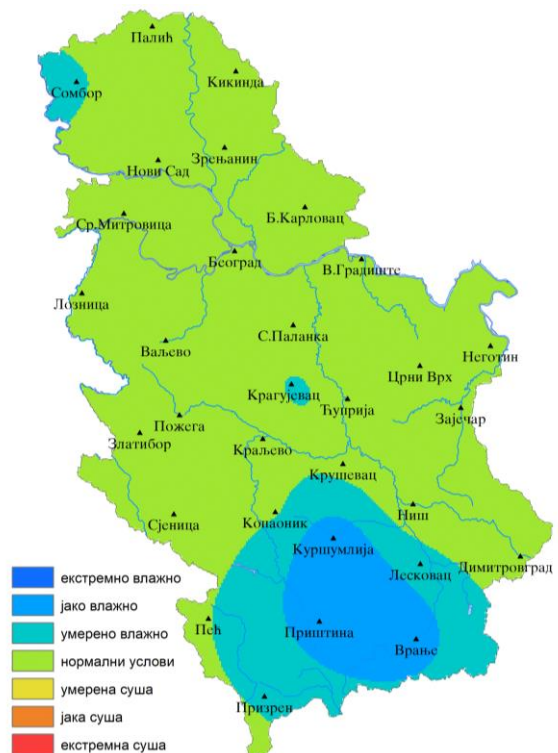 Палић
Кикинда
Сомбор
Зрењанин
Нови Сад
Б.Карловац
Ср.Митровица
Београд
В.Градиште
Лозница
С.Паланка
Ваљево
Неготин
Црни Врх
Крагујевац
Ћуприја
Зајечар
Пожега
Златибор
Краљево
Крушевац
Ниш
Копаоник
Сјеница
Куршумлија
Лесковац
Димитровград
Пећ
Приштина
Врање
Призрен
екстремно влажно
јако влажно
умерено влажно
нормални услови
умерена суша
јака суша
екстремна суша